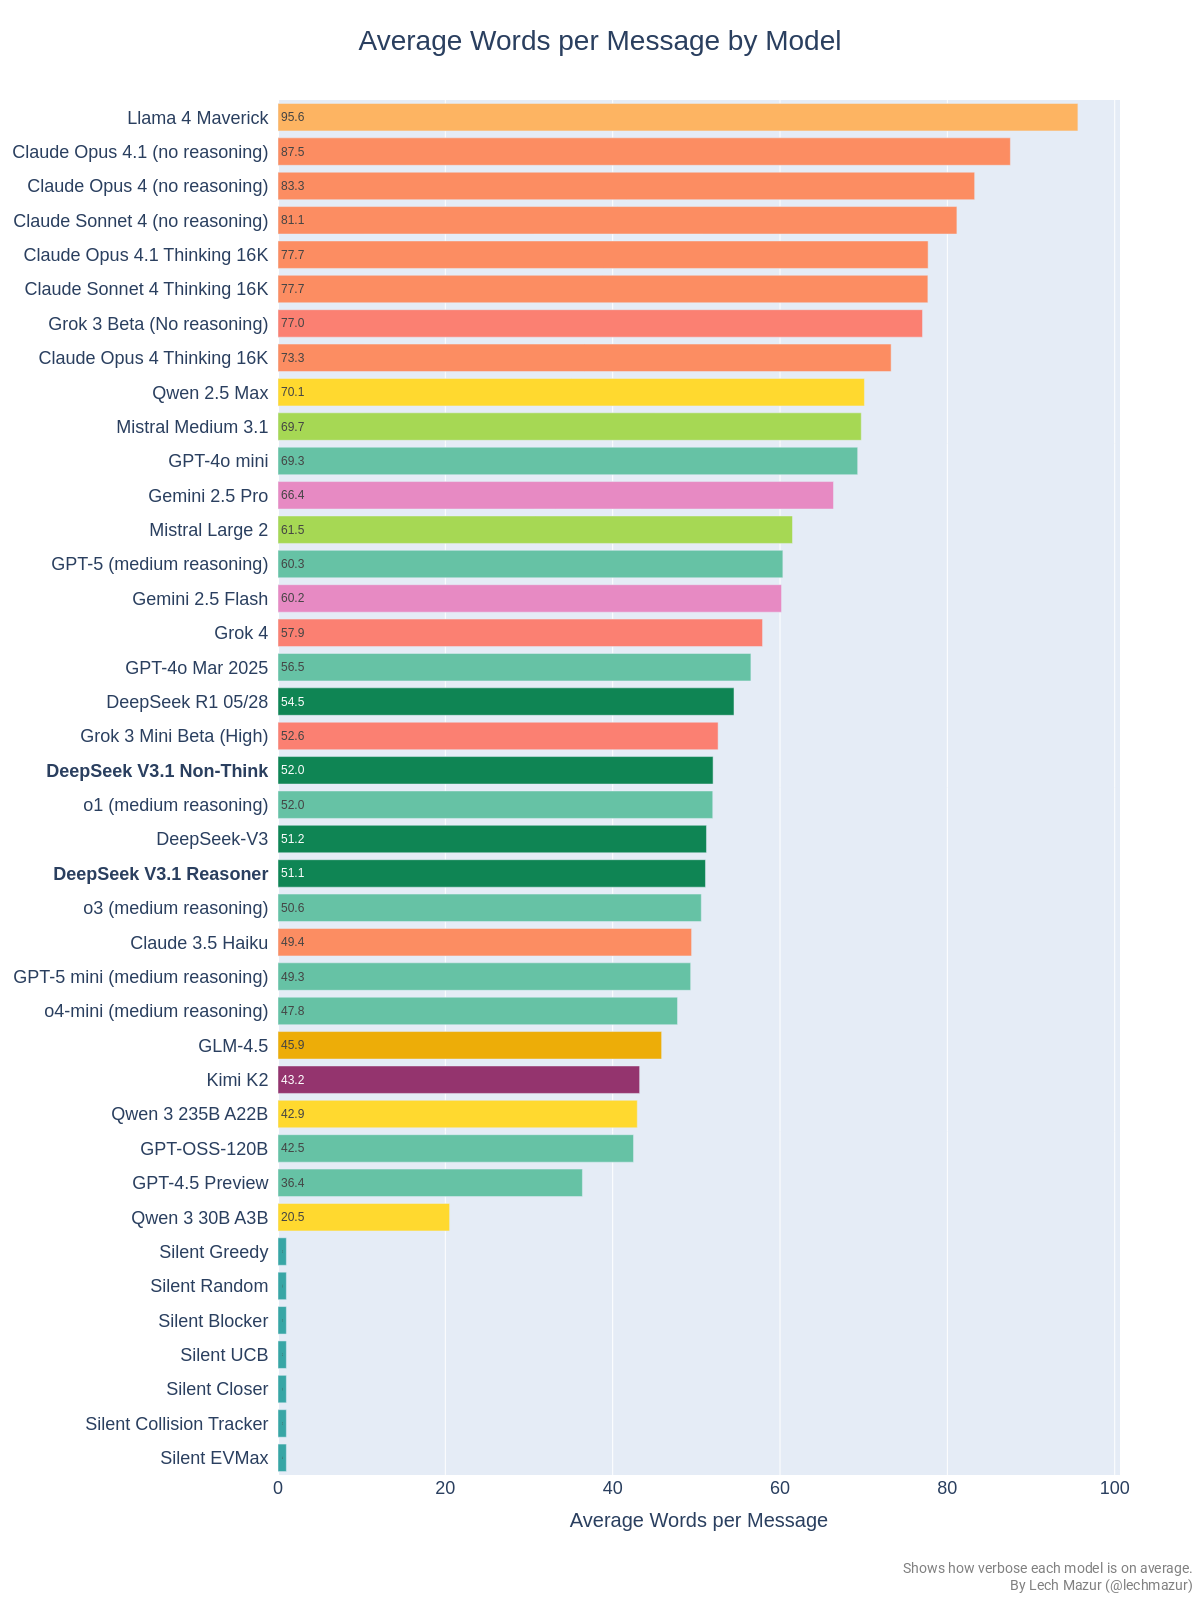 Average Words per Message by Model
Llama 4 Maverick 95.6
Claude Opus 4.1 (no reasoning) 87.5
Claude Opus 4 (no reasoning) 83.3
Claude Sonnet 4 (no reasoning) 81.1
Claude Opus 4.1 Thinking 16K 77.7
Claude Sonnet 4 Thinking 16K 77.7
Grok 3 Beta (No reasoning) 77.0
Claude Opus 4 Thinking 16K 73.3
Qwen 2.5 Max 70.1
Mistral Medium 3.1 69.7
GPT-4o mini 69.3
Gemini 2.5 Pro 66.4
Mistral Large 2 61.5
GPT-5 (medium reasoning) 60.3
Gemini 2.5 Flash 60.2
Grok 4 57.9
GPT-4o Mar 2025 56.5
DeepSeek R1 05/28 54.5
Grok 3 Mini Beta (High) 52.6
DeepSeek V3.1 Non-Think 52.0
o1 (medium reasoning) 52.0
DeepSeek-V3 51.2
DeepSeek V3.1 Reasoner 51.1
o3 (medium reasoning) 50.6
Claude 3.5 Haiku 49.4
GPT-5 mini (medium reasoning) 49.3
o4-mini (medium reasoning) 47.8
GLM-4.5 45.9
Kimi K2 43.2
Qwen 3 235B A22B 42.9
GPT-OSS-120B 42.5
GPT-4.5 Preview 36.4
Qwen 3 30B A3B 20.5
Silent Greedy
Silent Random
Silent Blocker
Silent UCB
Silent Closer
Silent Collision Tracker
Silent EVMax
0 20 40 60 80 100
Average Words per Message
Shows how verbose each model is on average.
By Lech Mazur (@lechmazur)